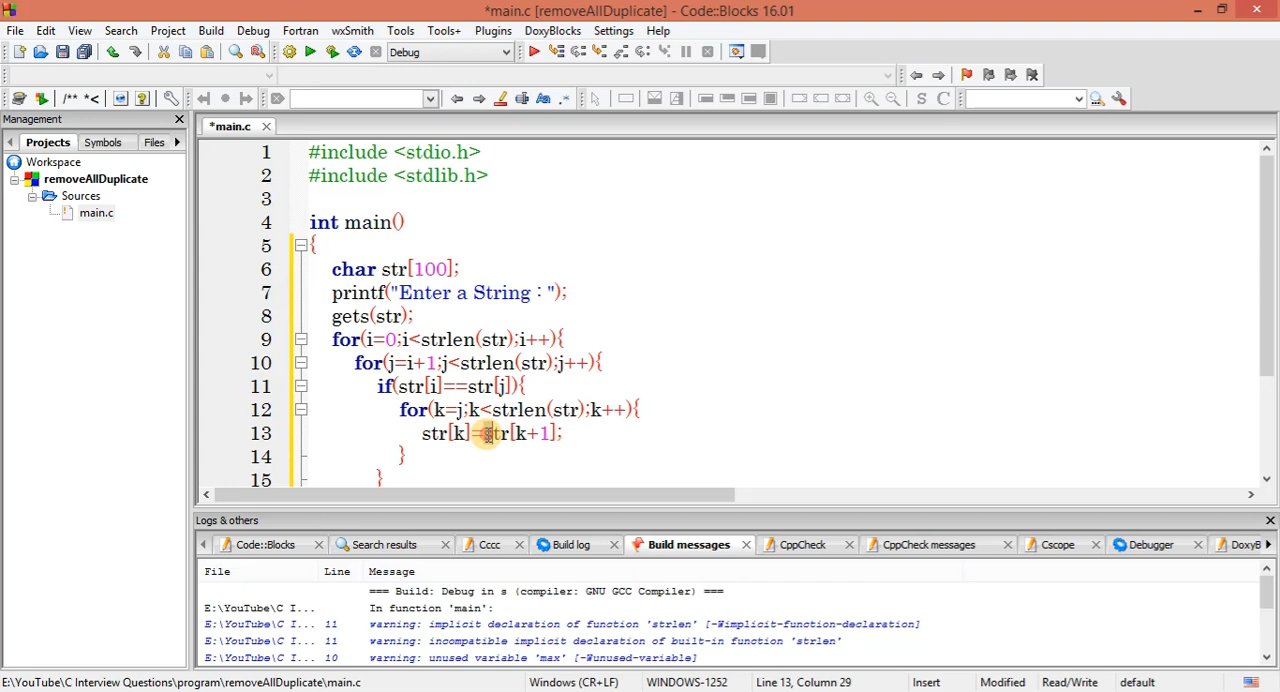 *main.c [removeAllDuplicate] - Code::Blocks 16.01
File Edit View Search Project Build Debug Fortran wxSmith Tools Tools+ Plugins DoxyBlocks Settings Help
Debug
/** *< S C
Management
Projects Symbols Files
*main.c
Workspace
removeAllDuplicate
Sources
main.c
1 #include <stdio.h>
2 #include <stdlib.h>
3
4 int main()
5 {
6 char str[100];
7 printf("Enter a String : ");
8 gets(str);
9 for(i=0;i<strlen(str);i++){
10 for(j=i+1;j<strlen(str);j++){
11 if(str[i]==str[j]){
12 for(k=j;k<strlen(str);k++){
13 str[k]=str[k+1];
14 }
15 }
Logs & others
Code::Blocks Search results Cccc Build log Build messages CppCheck CppCheck messages Cscope Debugger DoxyB
File Line Message
=== Build: Debug in s (compiler: GNU GCC Compiler) ===
E:\YouTube\C I... In function 'main':
E:\YouTube\C I... 11 warning: implicit declaration of function 'strlen' [-Wimplicit-function-declaration]
E:\YouTube\C I... 11 warning: incompatible implicit declaration of built-in function 'strlen'
E:\YouTube\C I... 10 warning: unused variable 'max' [-Wunused-variable]
E:\YouTube\C Interview Questions\program\removeAllDuplicate\main.c Windows (CR+LF) WINDOWS-1252 Line 13, Column 29 Insert Modified Read/Write default